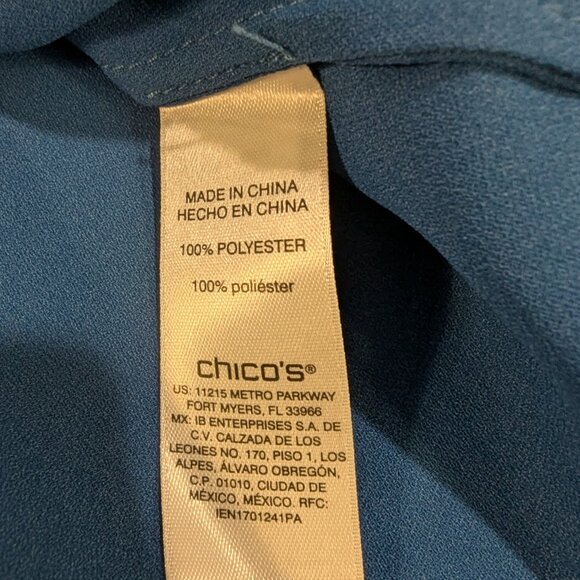 MADE IN CHINA
HECHO EN CHINA
100% POLYESTER
100% poliéster
chico's®
US: 11215 METRO PARKWAY
FORT MYERS, FL 33966
MX: IB ENTERPRISES S.A. DE
C.V. CALZADA DE LOS
LEONES NO. 170, PISO 1, LOS
ALPES, ÁLVARO OBREGÓN,
C.P. 01010, CIUDAD DE
MÉXICO, MÉXICO. RFC:
IEN1701241PA